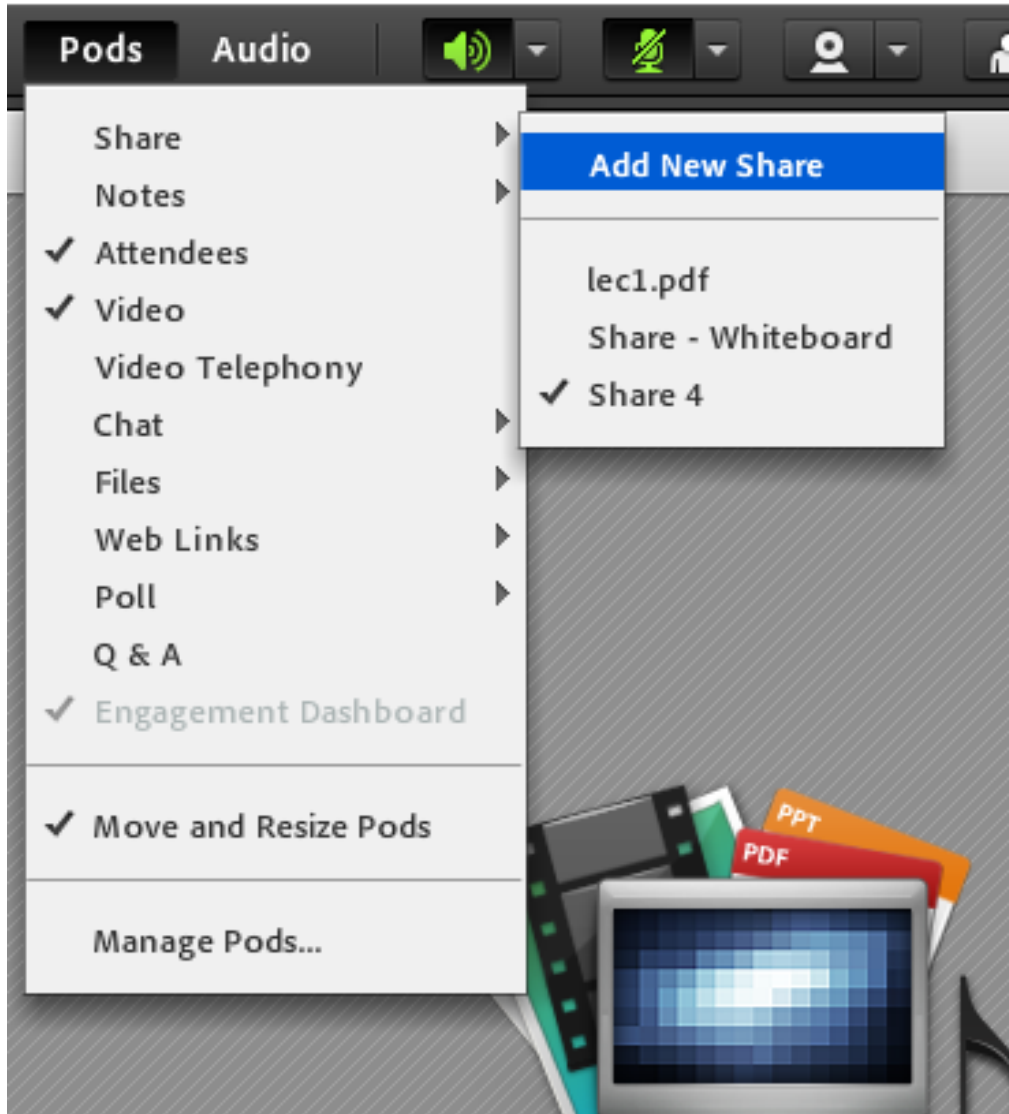 Pods Audio
Share
Notes
Attendees
Video
Video Telephony
Chat
Files
Web Links
Poll
Q & A
Engagement Dashboard
Move and Resize Pods
Manage Pods...
Add New Share
lec1.pdf
Share - Whiteboard
Share 4
PPT
PDF